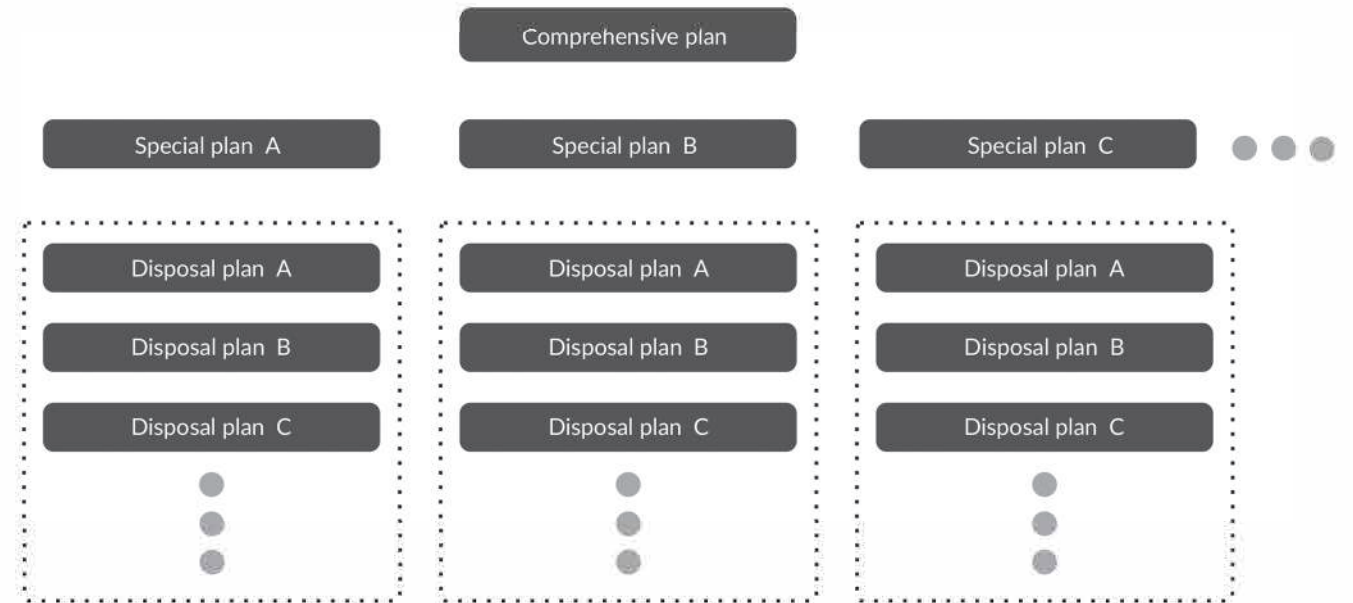 Comprehensive plan
Special plan A
Special plan B
Special plan C
Disposal plan A
Disposal plan A
Disposal plan A
Disposal plan B
Disposal plan B
Disposal plan B
Disposal plan C
Disposal plan C
Disposal plan C